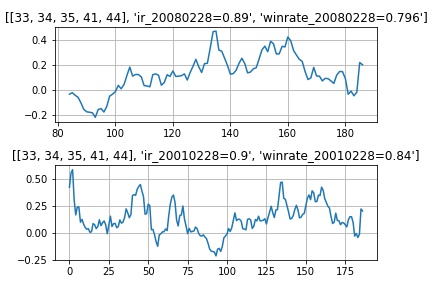 [[33, 34, 35, 41, 44], 'ir_20080228=0.89', 'winrate_20080228=0.796']
0.4
0.2
0.0
−0.2
80 100 120 140 160 180
[[33, 34, 35, 41, 44], 'ir_20010228=0.9', 'winrate_20010228=0.84']
0.50
0.25
0.00
−0.25
0 25 50 75 100 125 150 175